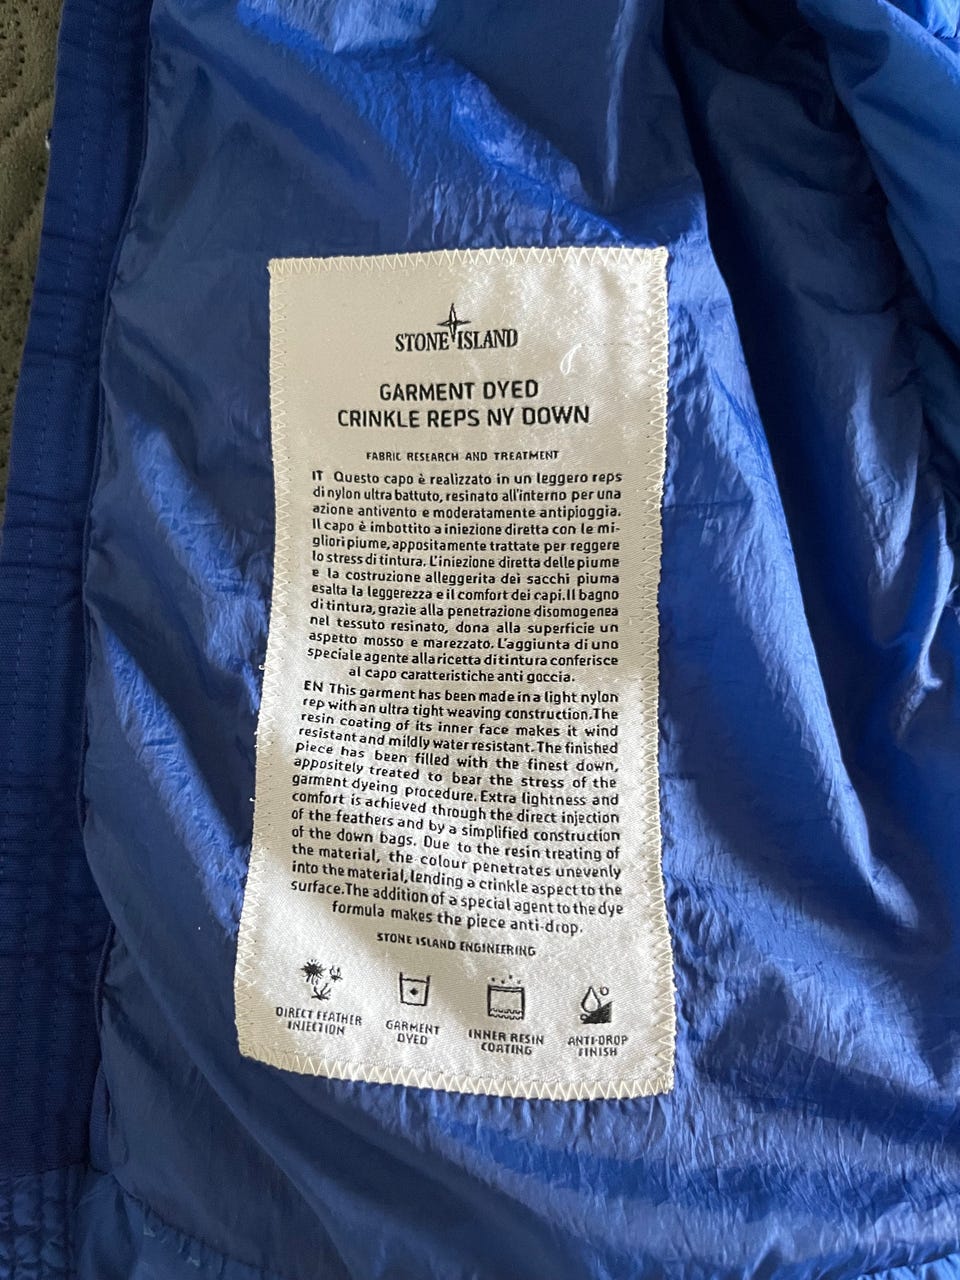 STONE ISLAND
GARMENT DYED
CRINKLE REPS NY DOWN
FABRIC RESEARCH AND TREATMENT
IT Questo capo è realizzato in un leggero reps
di nylon ultra battuto, resinato all'interno per una
azione antivento e moderatamente antipioggia.
Il capo è imbottito a iniezione diretta con le mi-
gliori piume, appositamente trattate per reggere
lo stress di tintura. L'iniezione diretta delle piume
e la costruzione alleggerita dei sacchi piuma
esalta la leggerezza e il comfort dei capi. Il bagno
di tintura, grazie alla penetrazione disomogenea
nel tessuto resinato, dona alla superficie un
aspetto mosso e marezzato. L'aggiunta di uno
speciale agente alla ricetta di tintura conferisce
al capo caratteristiche anti goccia.
EN This garment has been made in a light nylon
rep with an ultra tight weaving construction. The
resin coating of its inner face makes it wind
resistant and mildly water resistant. The finished
piece has been filled with the finest down,
appositely treated to bear the stress of the
garment dyeing procedure. Extra lightness and
comfort is achieved through the direct injection
of the feathers and by a simplified construction
of the down bags. Due to the resin treating of
the material, the colour penetrates unevenly
into the material, lending a crinkle aspect to the
surface. The addition of a special agent to the dye
formula makes the piece anti-drop.
STONE ISLAND ENGINEERING
DIRECT FEATHER
INJECTION
GARMENT
DYED
INNER RESIN
COATING
ANTI-DROP
FINISH